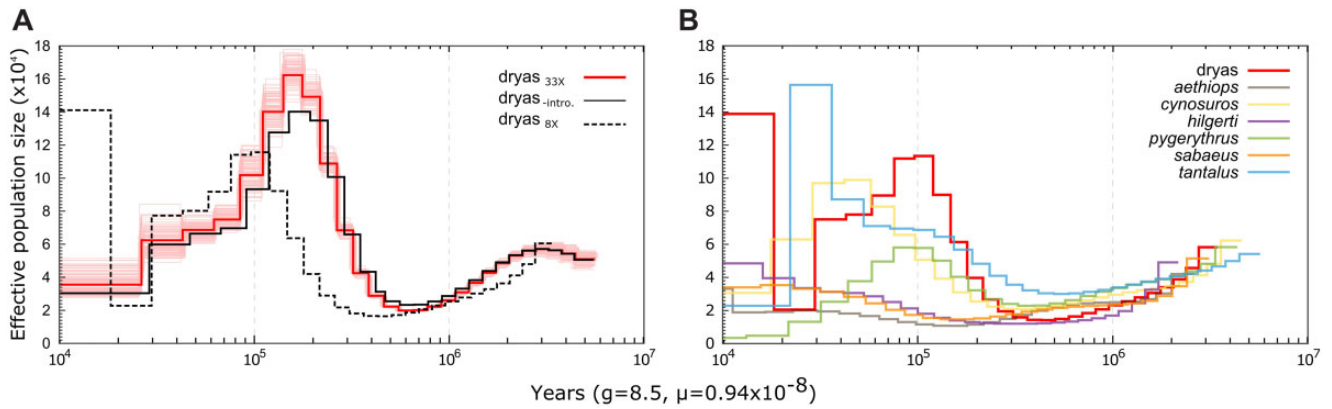 A
Effective population size (x10⁴)
18
16
14
12
10
8
6
4
2
0
10⁴
10⁵
10⁶
10⁷
dryas 33X
dryas -intro.
dryas 8X
B
18
16
14
12
10
8
6
4
2
0
10⁴
10⁵
10⁶
10⁷
dryas
aethiops
cynosuros
hilgerti
pygerythrus
sabaeus
tantalus
Years (g=8.5, μ=0.94x10⁻⁸)